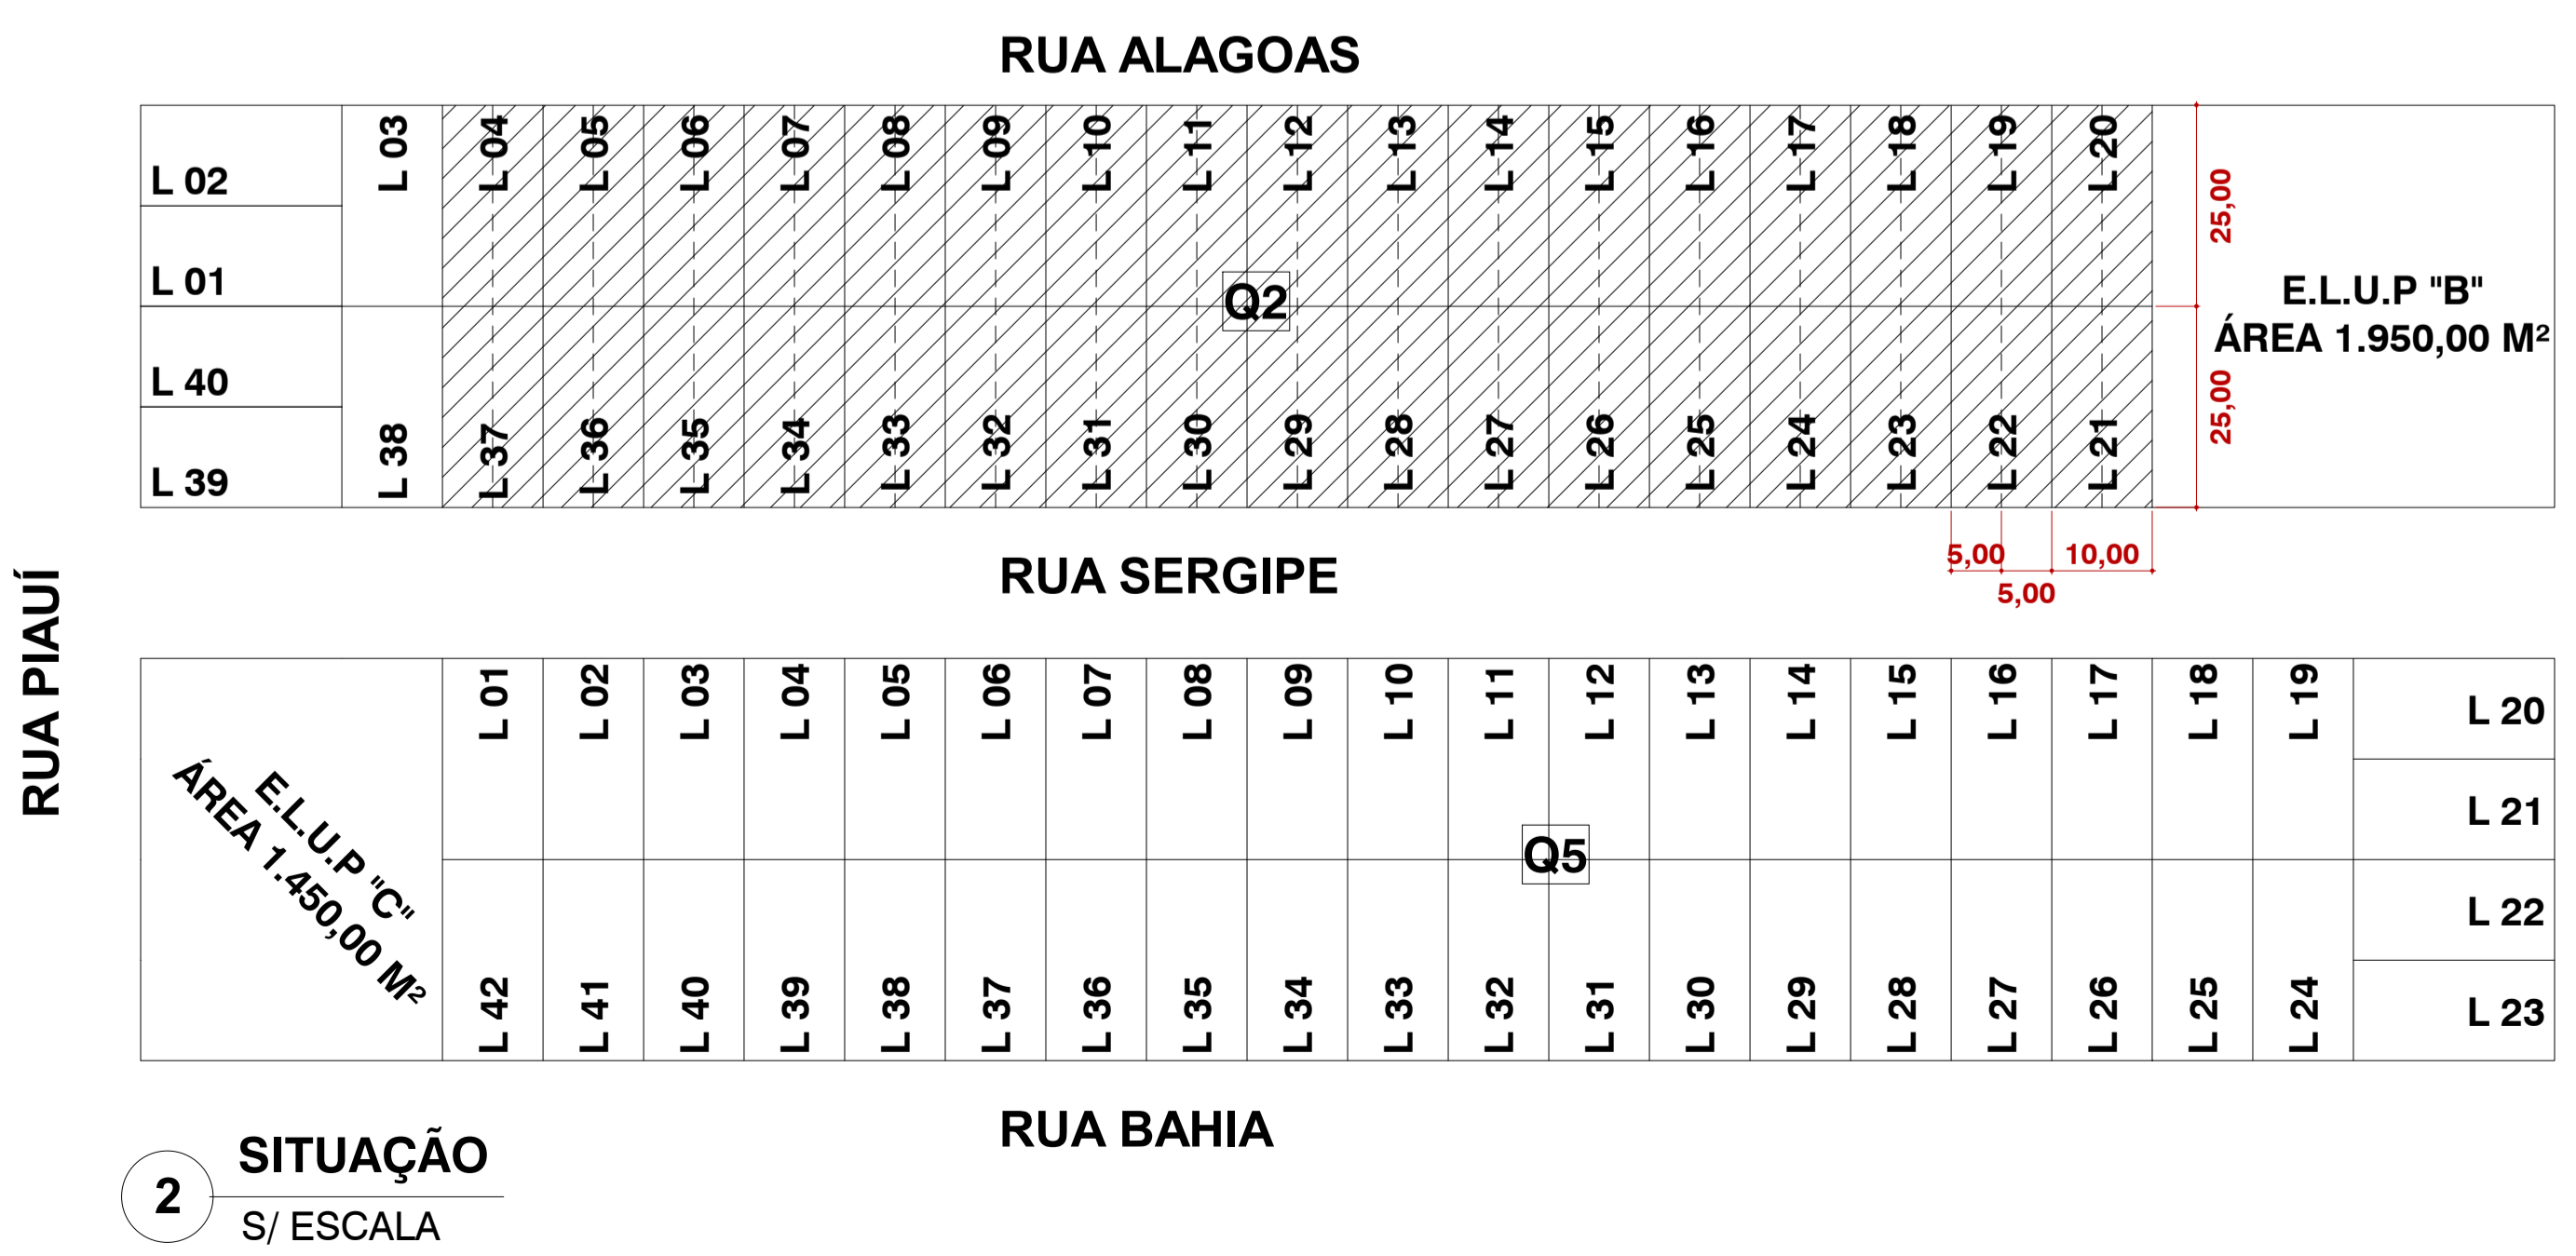 RUA ALAGOAS
L 02
L 01
L 40
L 39
L 03
L 04
L 05
L 06
L 07
L 08
L 09
L 10
L 11
L 12
L 13
L 14
L 15
L 16
L 17
L 18
L 19
L 20
Q2
L 38
L 37
L 36
L 35
L 34
L 33
L 32
L 31
L 30
L 29
L 28
L 27
L 26
L 25
L 24
L 23
L 22
L 21
25,00
25,00
E.L.U.P "B"
ÁREA 1.950,00 M²
5,00
10,00
5,00
RUA SERGIPE
RUA PIAUÍ
E.L.U.P "C"
ÁREA 1.450,00 M²
L 01
L 02
L 03
L 04
L 05
L 06
L 07
L 08
L 09
L 10
L 11
L 12
L 13
L 14
L 15
L 16
L 17
L 18
L 19
L 20
L 21
L 22
L 23
Q5
L 42
L 41
L 40
L 39
L 38
L 37
L 36
L 35
L 34
L 33
L 32
L 31
L 30
L 29
L 28
L 27
L 26
L 25
L 24
RUA BAHIA
2
SITUAÇÃO
S/ ESCALA